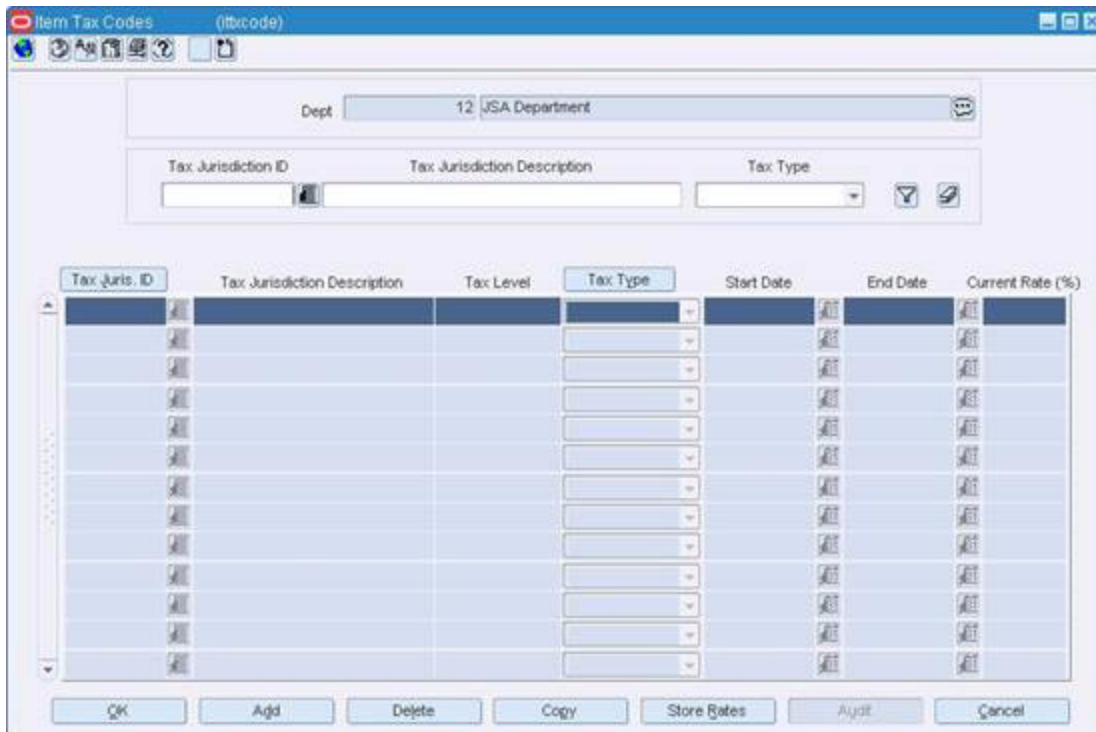 Item Tax Codes (ittxcode)
Dept 12 JSA Department
Tax Jurisdiction ID Tax Jurisdiction Description Tax Type
Tax Juris. ID Tax Jurisdiction Description Tax Level Tax Type Start Date End Date Current Rate (%)
OK Add Delete Copy Store Rates Audit Cancel